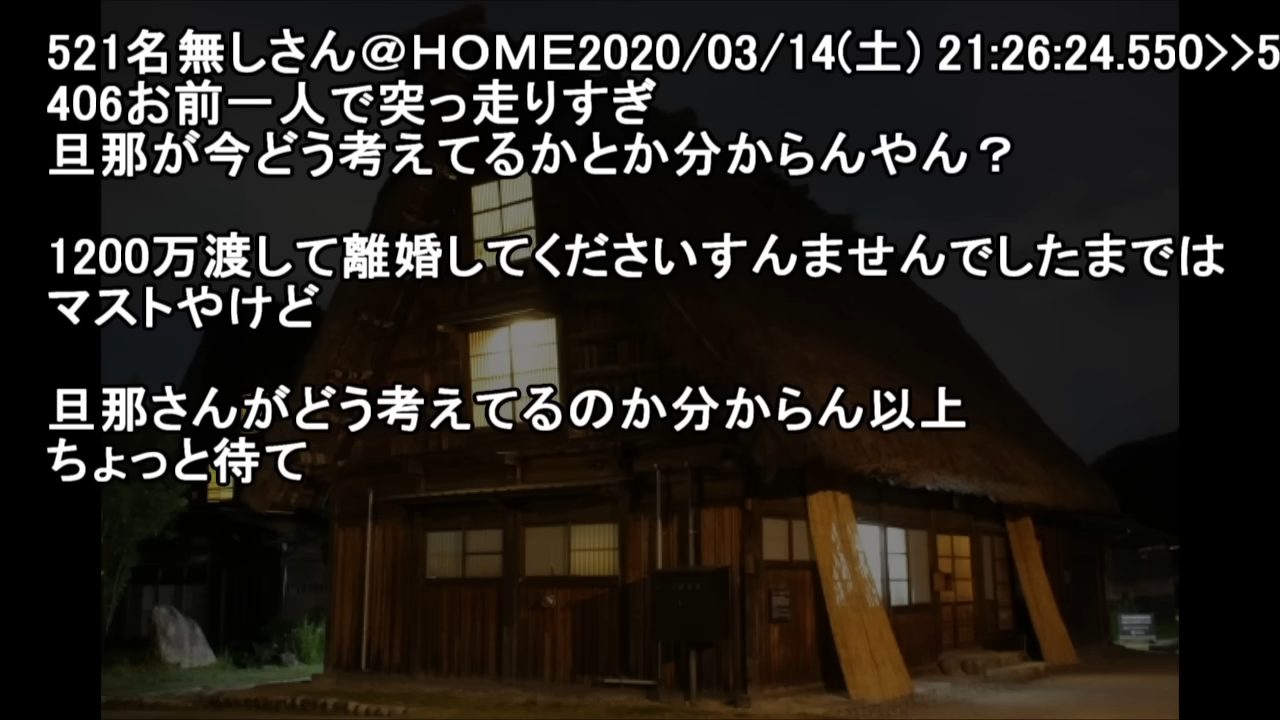 521名無しさん＠ＨＯＭＥ2020/03/14(土) 21:26:24.550>>5
406お前一人で突っ走りすぎ
旦那が今どう考えてるかとか分からんやん？
1200万渡して離婚してくださいすんませんでしたまでは
マストやけど
旦那さんがどう考えてるのか分からん以上
ちょっと待て